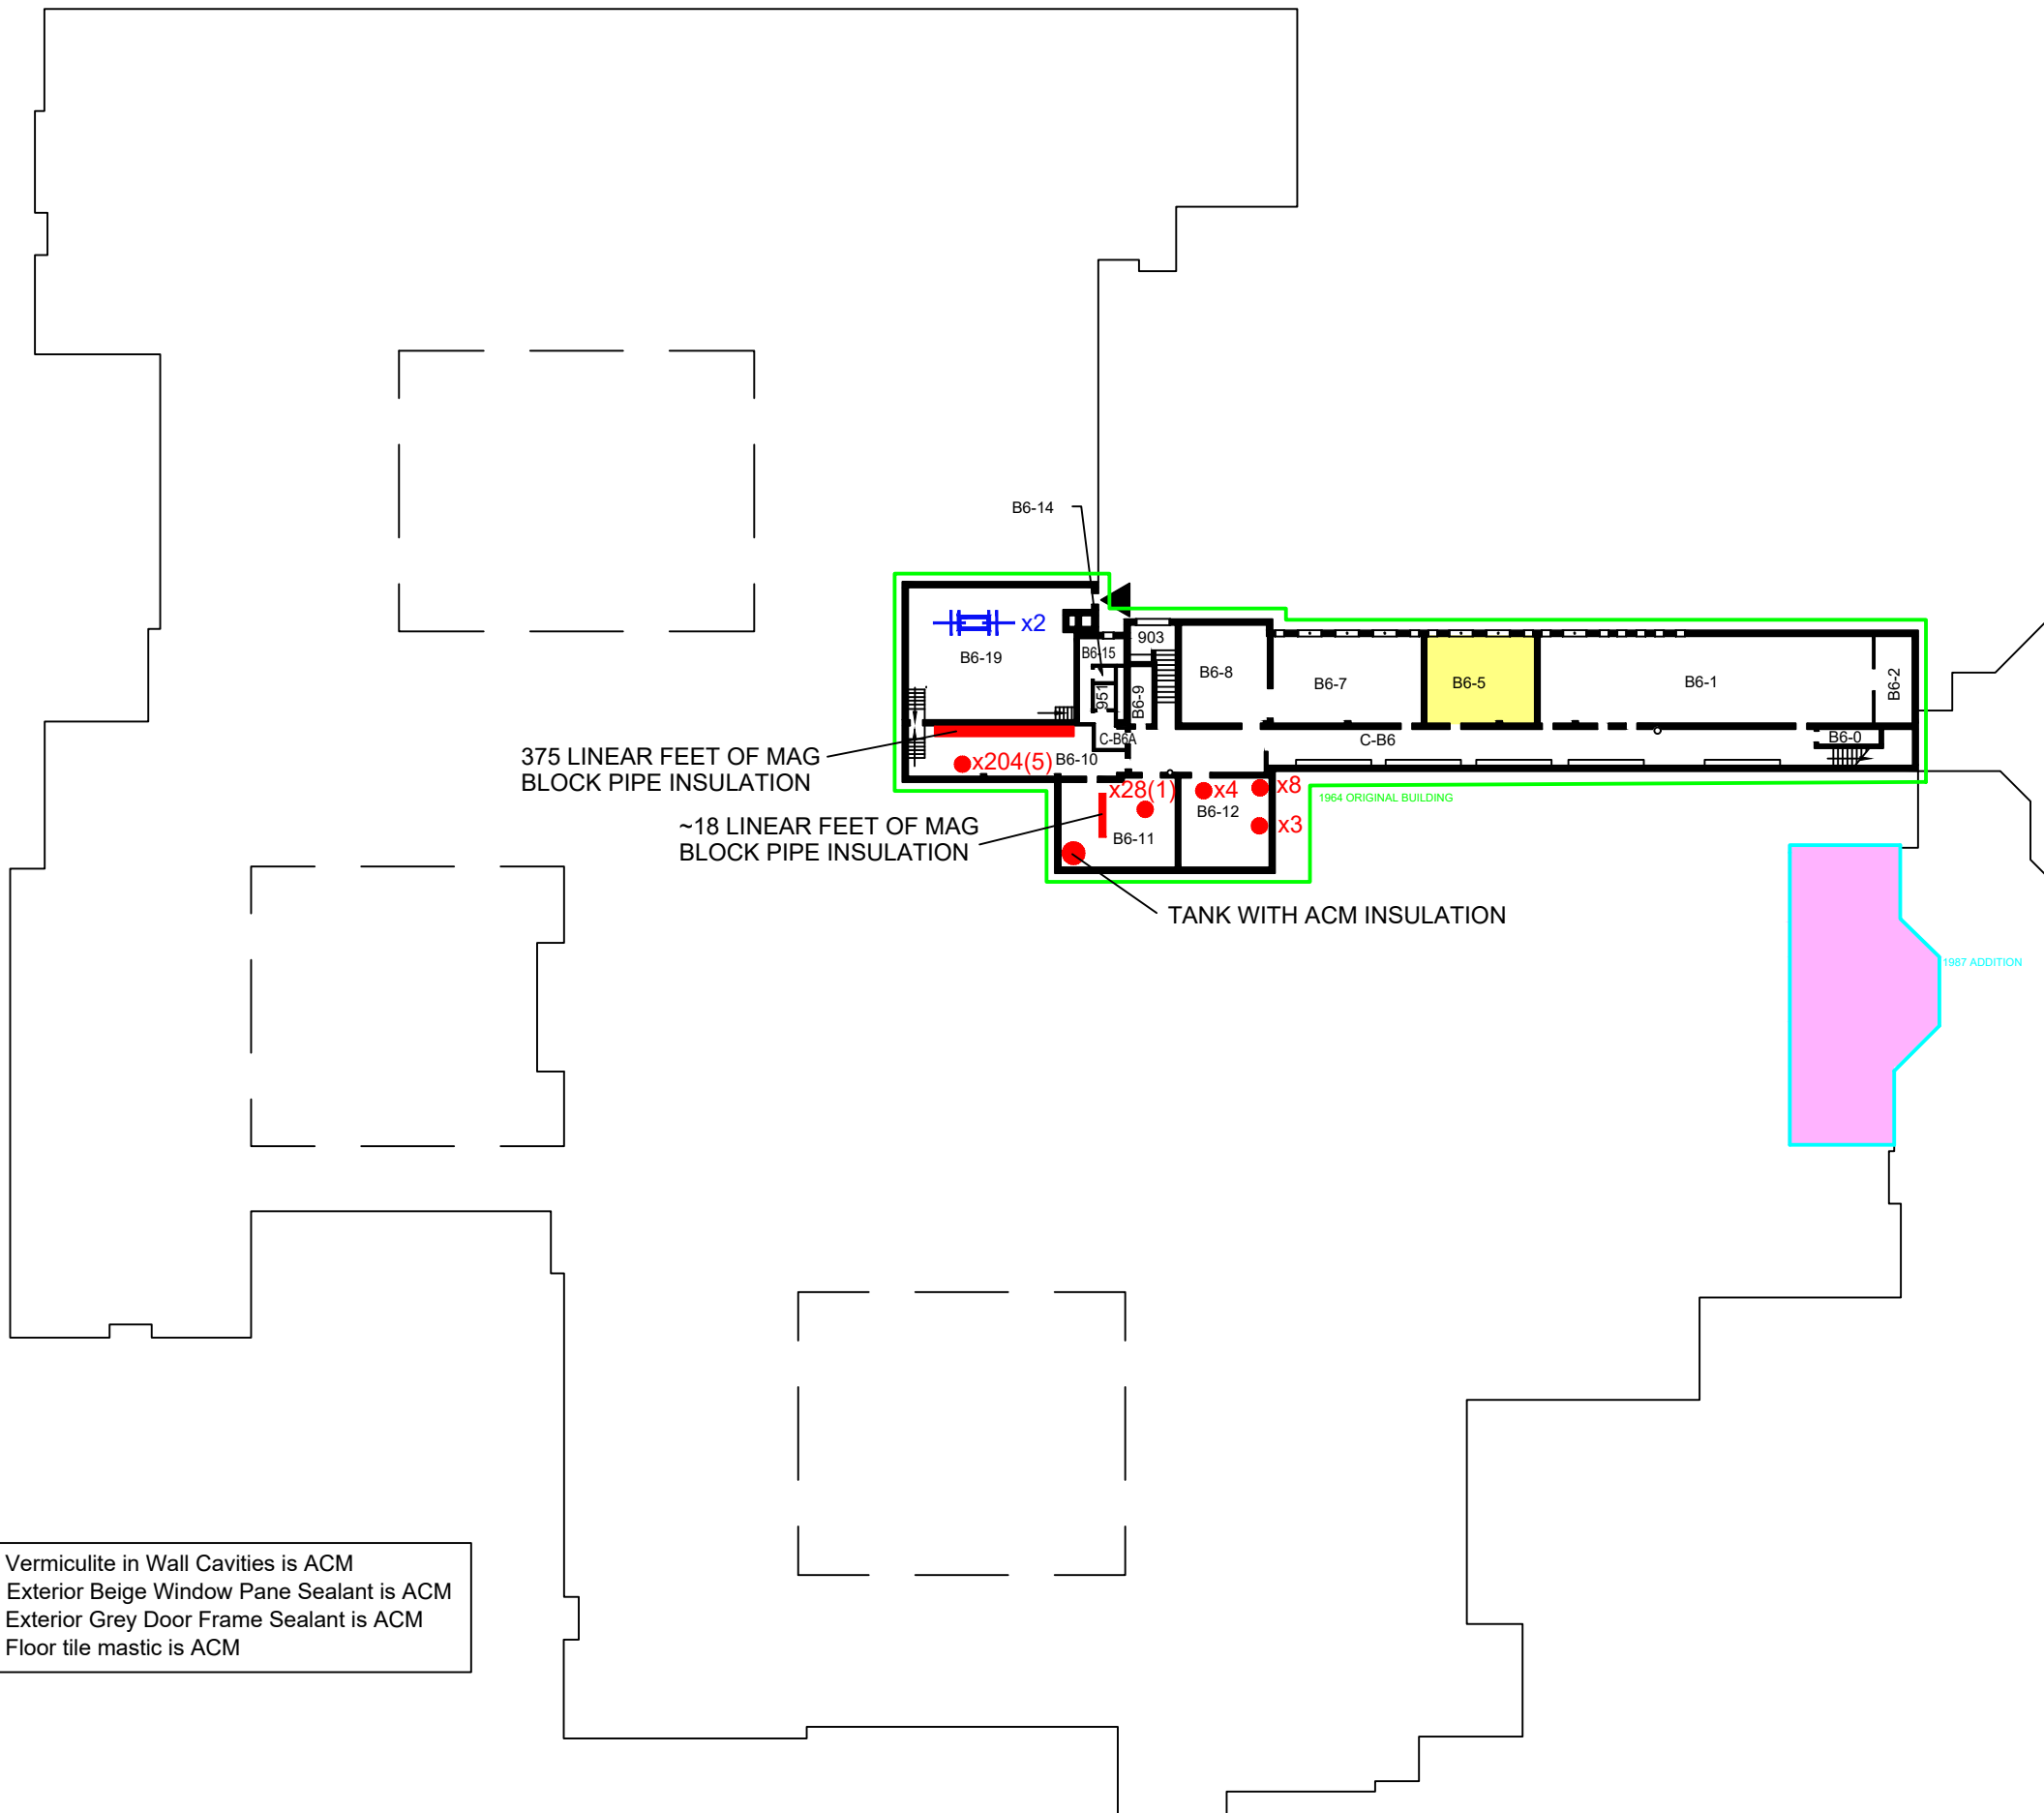 B6-14
x2
B6-19
B6-15
903
951
B6-9
B6-8
B6-7
B6-5
B6-1
B6-2
C-B6A
C-B6
B6-0
375 LINEAR FEET OF MAG
BLOCK PIPE INSULATION
x204(5)
B6-10
~18 LINEAR FEET OF MAG
BLOCK PIPE INSULATION
x28(1)
B6-11
x4
B6-12
x8
x3
1964 ORIGINAL BUILDING
TANK WITH ACM INSULATION
1987 ADDITION
Vermiculite in Wall Cavities is ACM
Exterior Beige Window Pane Sealant is ACM
Exterior Grey Door Frame Sealant is ACM
Floor tile mastic is ACM